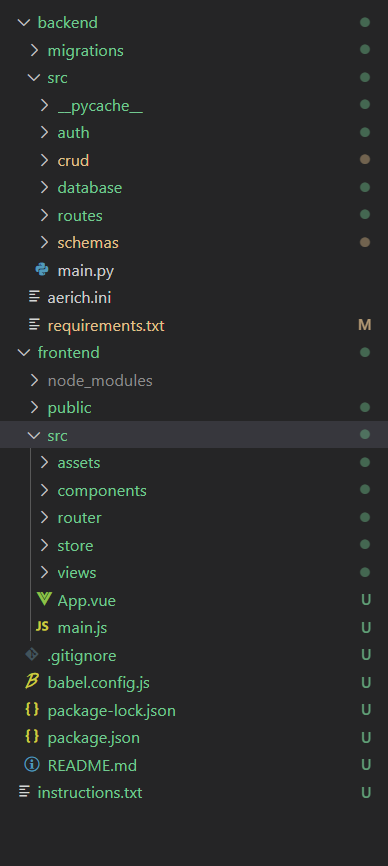 backend
migrations
src
__pycache__
auth
crud
database
routes
schemas
main.py
aerich.ini
requirements.txt M
frontend
node_modules
public
src
assets
components
router
store
views
App.vue U
JS main.js U
.gitignore U
B babel.config.js U
{ } package-lock.json U
{ } package.json U
README.md U
instructions.txt U